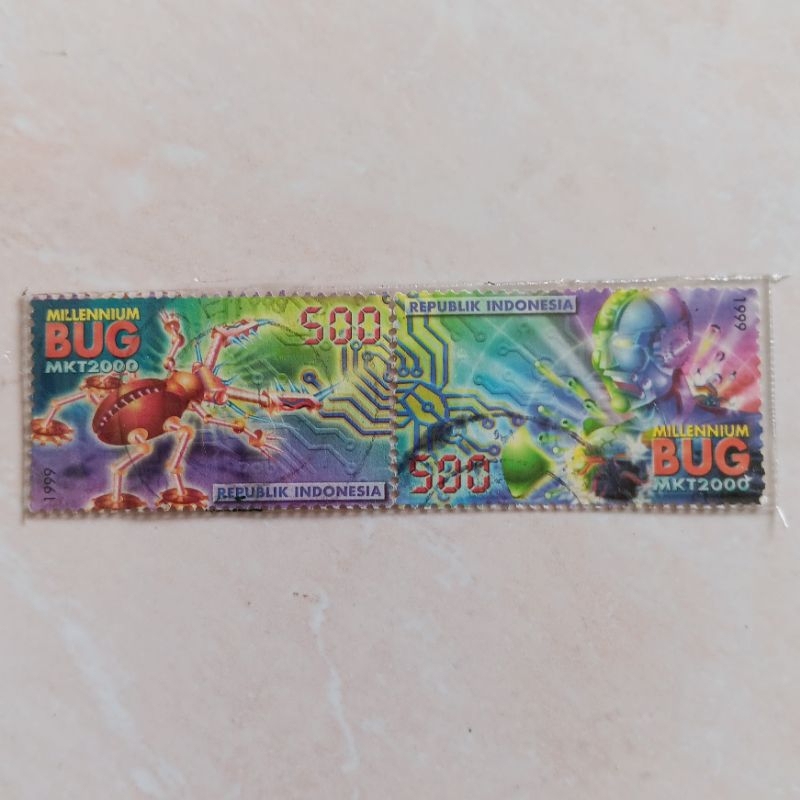 MILLENNIUM
BUG
MKT2000
500
1999
REPUBLIK INDONESIA
REPUBLIK INDONESIA
1999
500
MILLENNIUM
BUG
MKT2000